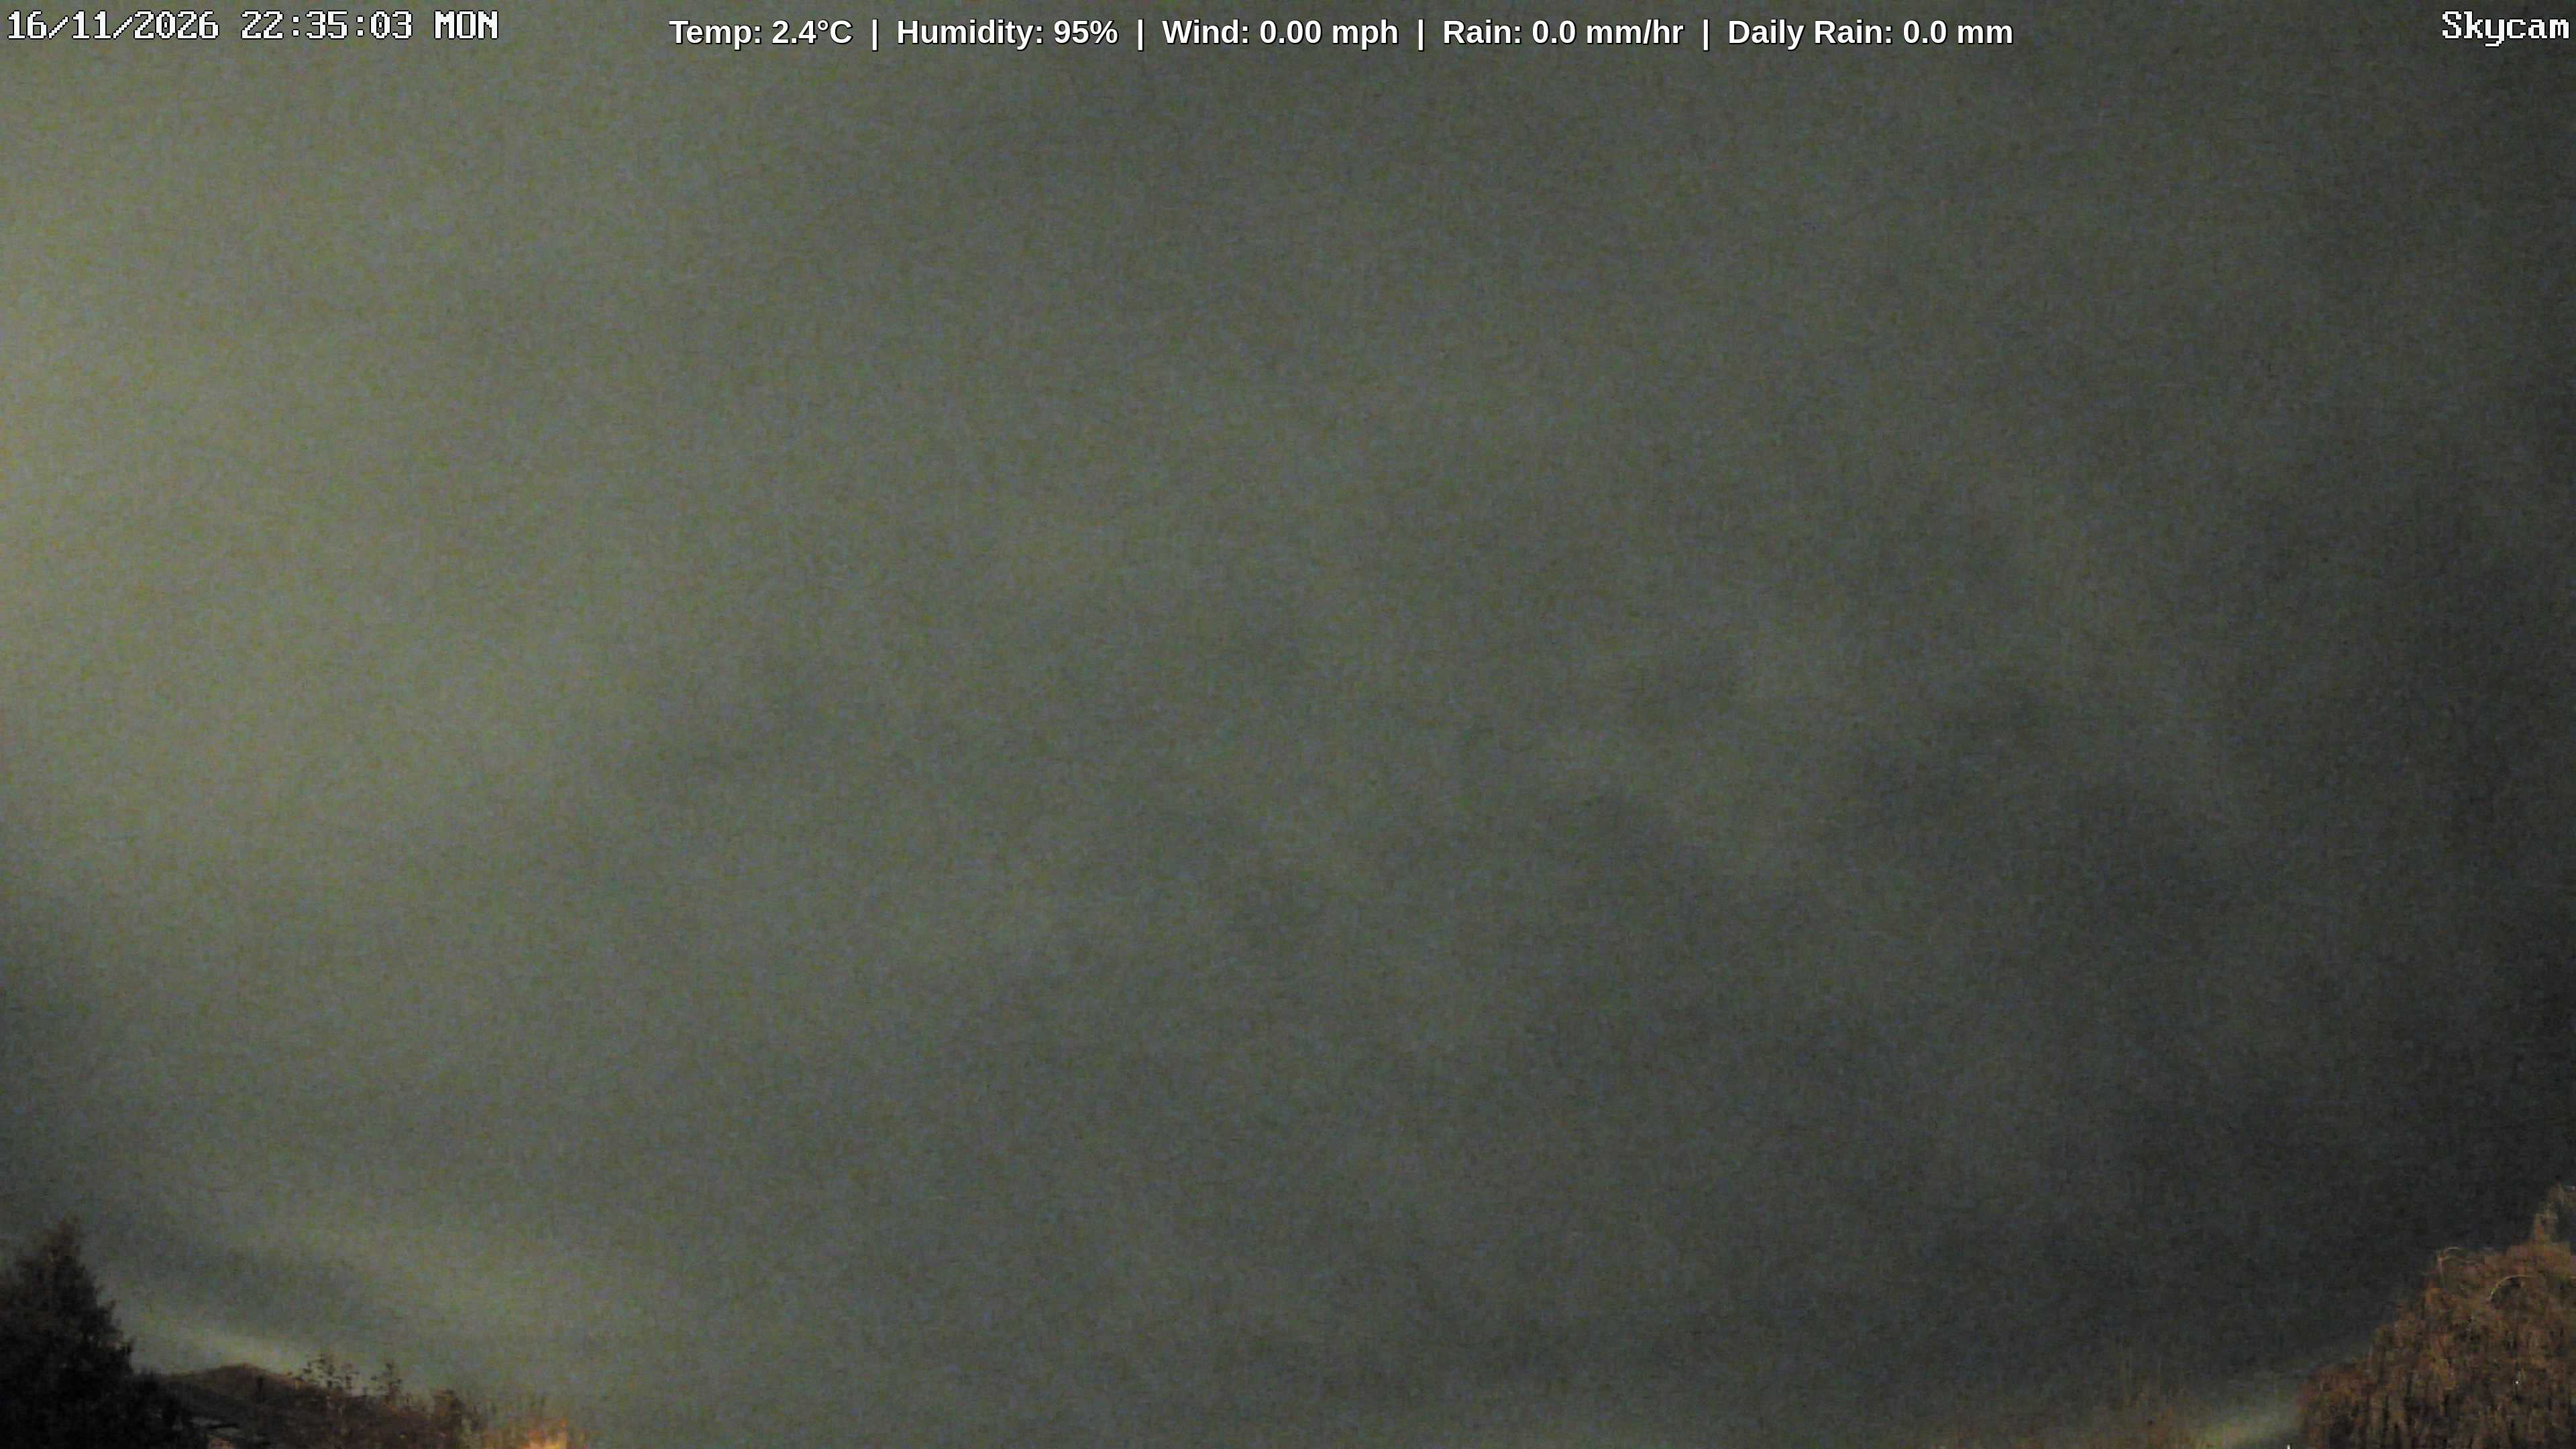 16/11/2026 22:35:03 MON
Temp: 2.4°C | Humidity: 95% | Wind: 0.00 mph | Rain: 0.0 mm/hr | Daily Rain: 0.0 mm
Skycam